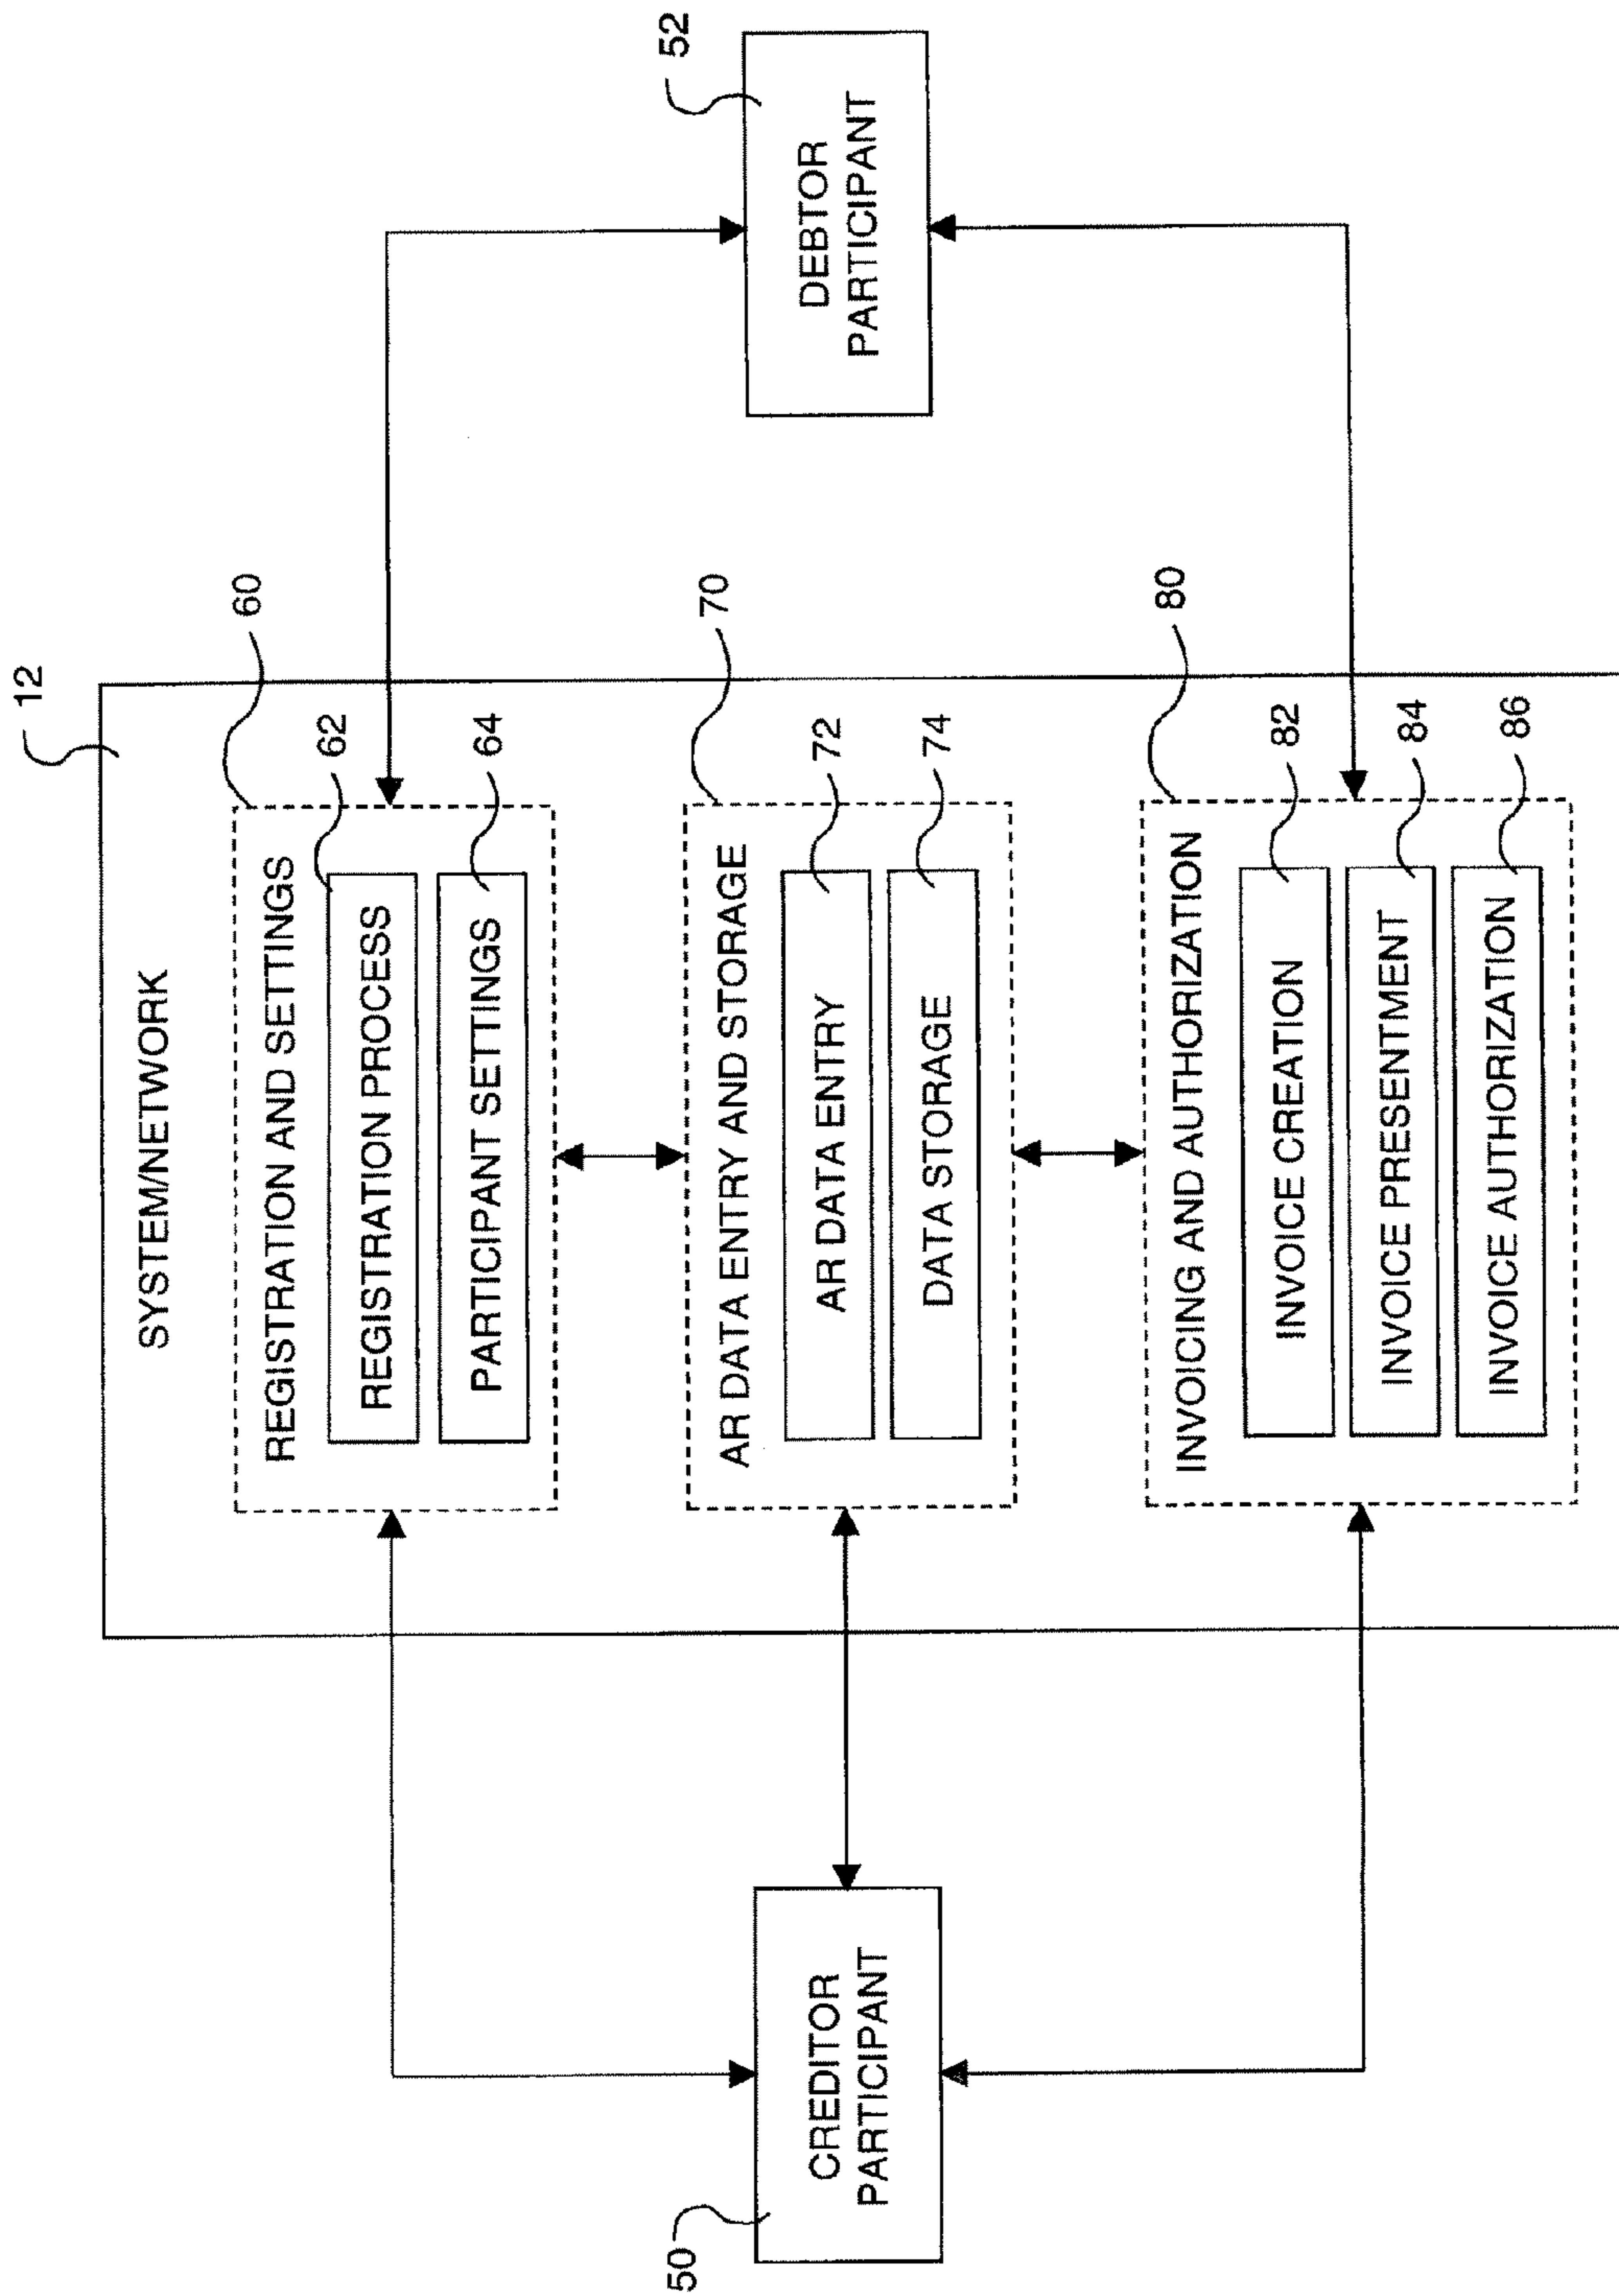 12
SYSTEM/NETWORK
60
REGISTRATION AND SETTINGS
62
REGISTRATION PROCESS
64
PARTICIPANT SETTINGS
70
AR DATA ENTRY AND STORAGE
72
AR DATA ENTRY
74
DATA STORAGE
80
INVOICING AND AUTHORIZATION
82
INVOICE CREATION
84
INVOICE PRESENTMENT
86
INVOICE AUTHORIZATION
50
CREDITOR
PARTICIPANT
52
DEBTOR
PARTICIPANT